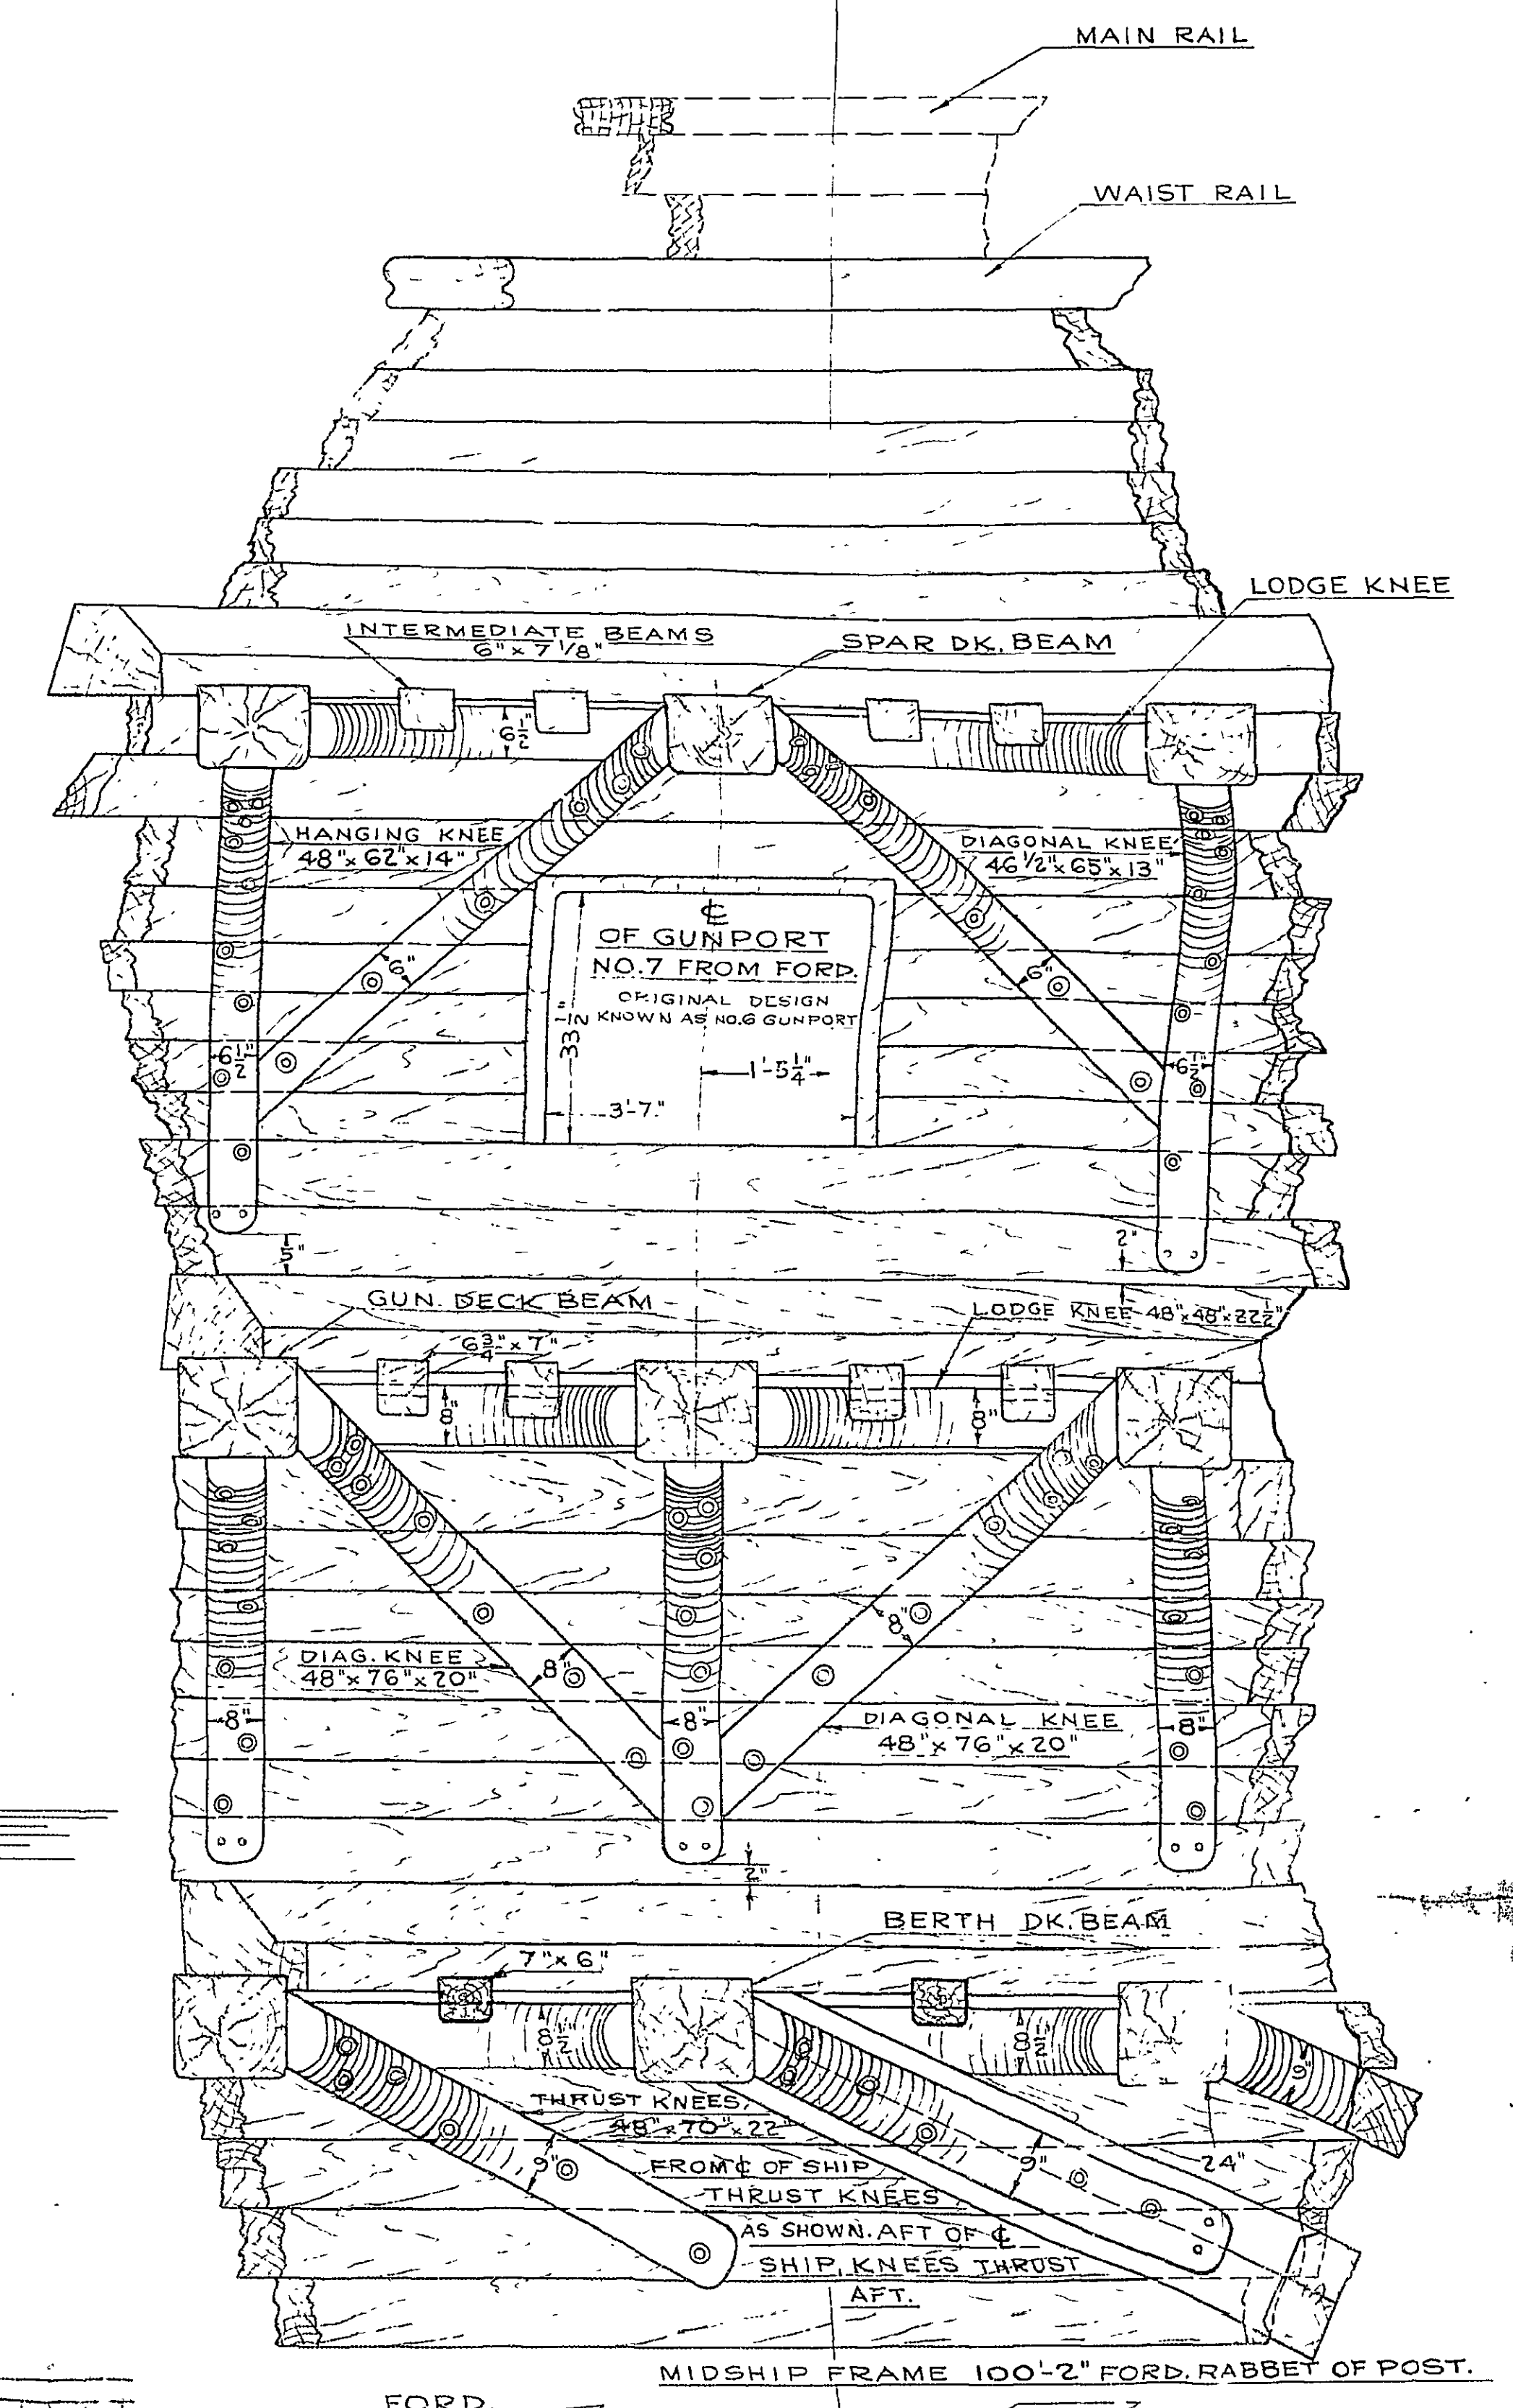 MAIN RAIL
WAIST RAIL
LODGE KNEE
INTERMEDIATE BEAMS
6" x 7 1/8"
SPAR DK. BEAM
6 1/2"
HANGING KNEE
48" x 62" x 14"
DIAGONAL KNEE
46 1/2" x 65" x 13"
℄
OF GUNPORT
NO.7 FROM FORD.
ORIGINAL DESIGN
KNOWN AS NO.6 GUNPORT
6"
6"
33 1/2"
6 1/2"
1'-5 1/4"
6 1/2"
3'-7"
5"
2"
GUN DECK BEAM
LODGE KNEE 48" x 48" x 22 1/2"
6 3/4" x 7"
8"
8"
8"
DIAG. KNEE
48" x 76" x 20"
8"
8"
8"
DIAGONAL KNEE
48" x 76" x 20"
8"
2"
BERTH DK. BEAM
7" x 6"
8 1/2"
8 1/2"
9"
THRUST KNEES
48" x 70" x 22"
9"
FROM ℄ OF SHIP
THRUST KNEES
AS SHOWN. AFT OF ℄
SHIP, KNEES THRUST
AFT.
9"
24"
MIDSHIP FRAME 100'-2" FORD. RABBET OF POST.
FORD.